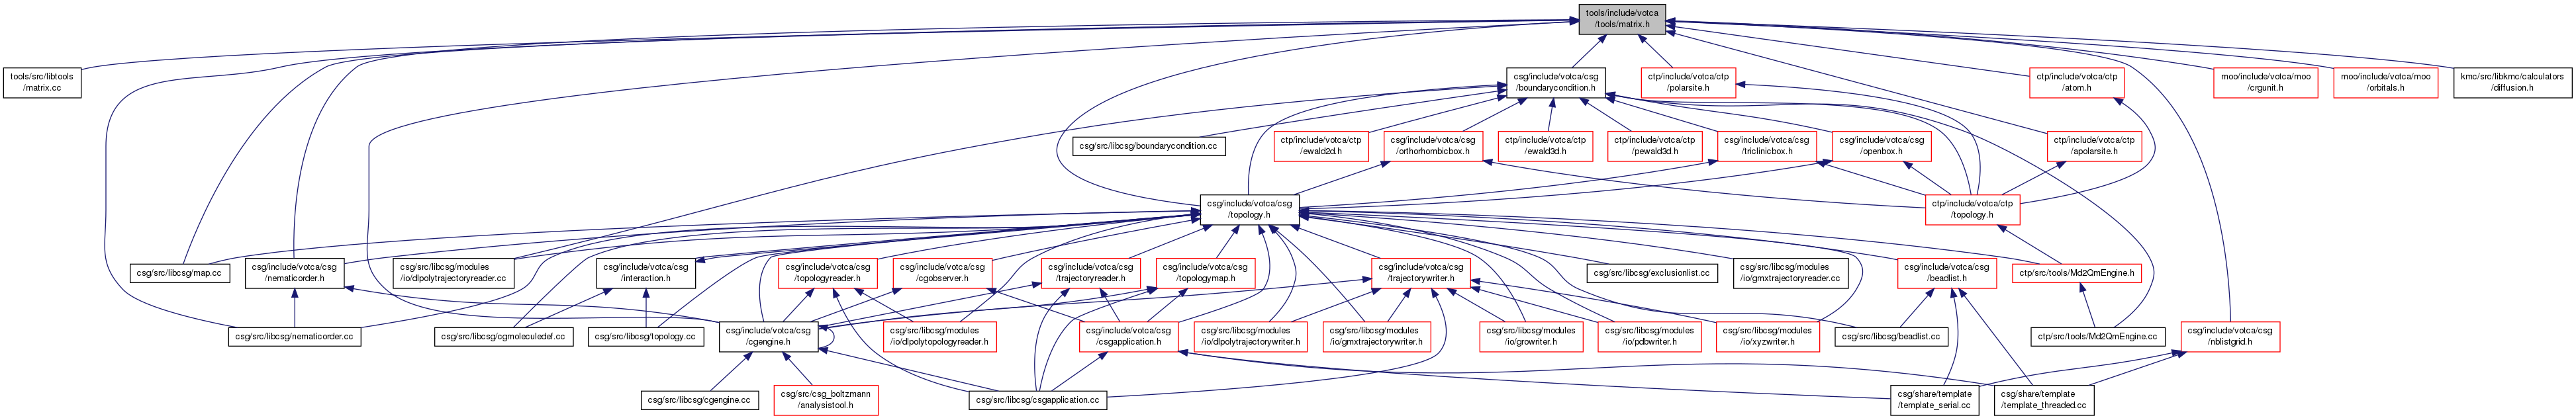 tools/include/votca
/tools/matrix.h
tools/src/libtools
/matrix.cc
csg/include/votca/csg
/boundarycondition.h
ctp/include/votca/ctp
/polarsite.h
ctp/include/votca/ctp
/atom.h
moo/include/votca/moo
/crgunit.h
moo/include/votca/moo
/orbitals.h
kmc/src/libkmc/calculators
/diffusion.h
csg/src/libcsg/boundarycondition.cc
ctp/include/votca/ctp
/ewald2d.h
csg/include/votca/csg
/orthorhombicbox.h
ctp/include/votca/ctp
/ewald3d.h
ctp/include/votca/ctp
/pewald3d.h
csg/include/votca/csg
/triclinicbox.h
csg/include/votca/csg
/openbox.h
ctp/include/votca/ctp
/apolarsite.h
csg/include/votca/csg
/topology.h
ctp/include/votca/ctp
/topology.h
csg/src/libcsg/map.cc
csg/include/votca/csg
/nematicorder.h
csg/src/libcsg/modules
/io/dlpolytrajectoryreader.cc
csg/include/votca/csg
/interaction.h
csg/include/votca/csg
/topologyreader.h
csg/include/votca/csg
/cgobserver.h
csg/include/votca/csg
/trajectoryreader.h
csg/include/votca/csg
/topologymap.h
csg/include/votca/csg
/trajectorywriter.h
csg/src/libcsg/exclusionlist.cc
csg/src/libcsg/modules
/io/gmxtrajectoryreader.cc
csg/include/votca/csg
/beadlist.h
ctp/src/tools/Md2QmEngine.h
csg/src/libcsg/nematicorder.cc
csg/src/libcsg/cgmoleculedef.cc
csg/src/libcsg/topology.cc
csg/include/votca/csg
/cgengine.h
csg/src/libcsg/modules
/io/dlpolytopologyreader.h
csg/include/votca/csg
/csgapplication.h
csg/src/libcsg/modules
/io/dlpolytrajectorywriter.h
csg/src/libcsg/modules
/io/gmxtrajectorywriter.h
csg/src/libcsg/modules
/io/growriter.h
csg/src/libcsg/modules
/io/pdbwriter.h
csg/src/libcsg/modules
/io/xyzwriter.h
csg/src/libcsg/beadlist.cc
ctp/src/tools/Md2QmEngine.cc
csg/include/votca/csg
/nblistgrid.h
csg/src/libcsg/cgengine.cc
csg/src/csg_boltzmann
/analysistool.h
csg/src/libcsg/csgapplication.cc
csg/share/template
/template_serial.cc
csg/share/template
/template_threaded.cc